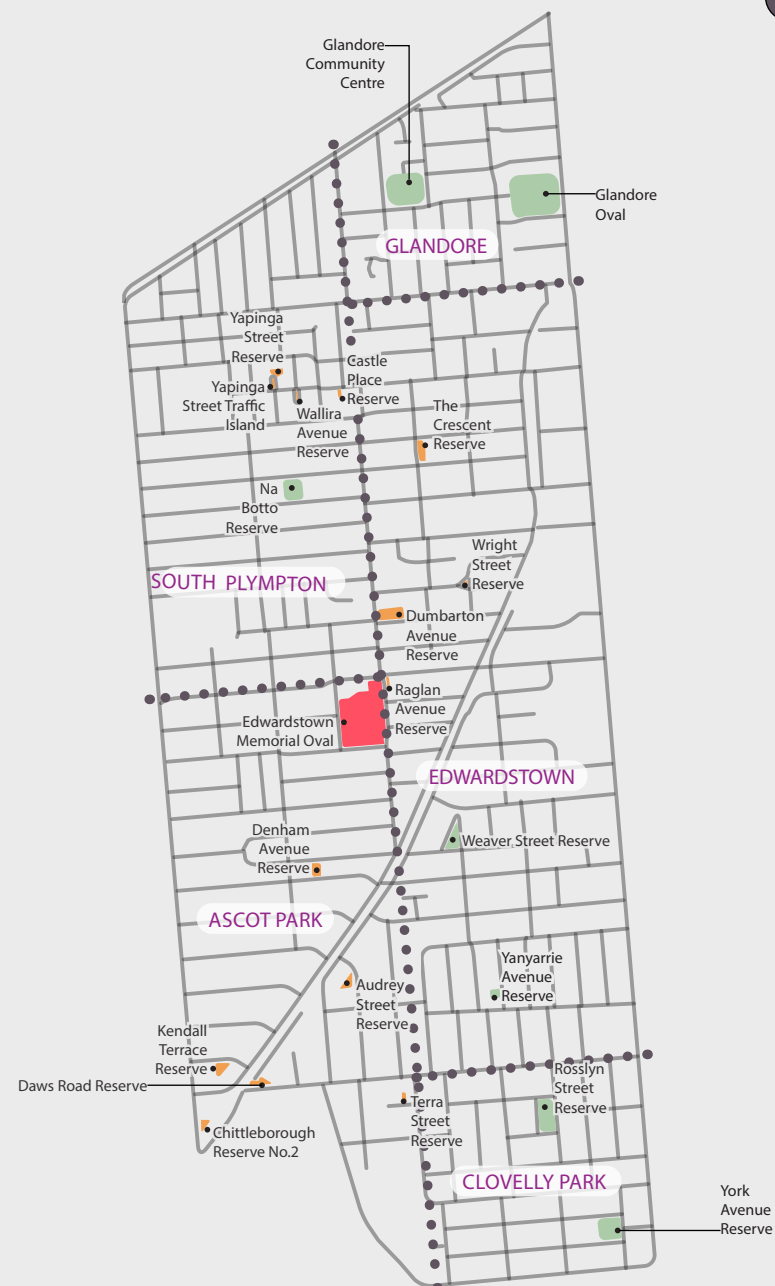 Glandore
Community
Centre
Glandore
Oval
GLANDORE
Yapinga
Street
Reserve
Castle
Place
Reserve
Yapinga
Street Traffic
Island
Wallira
Avenue
Reserve
The
Crescent
Reserve
Na
Botto
Reserve
Wright
Street
Reserve
SOUTH PLYMPTON
Dumbarton
Avenue
Reserve
Raglan
Avenue
Reserve
Edwardstown
Memorial Oval
EDWARDSTOWN
Denham
Avenue
Reserve
Weaver Street Reserve
ASCOT PARK
Yanyarrie
Avenue
Reserve
Audrey
Street
Reserve
Kendall
Terrace
Reserve
Daws Road Reserve
Rosslyn
Street
Reserve
Terra
Street
Reserve
Chittleborough
Reserve No.2
CLOVELLY PARK
York
Avenue
Reserve